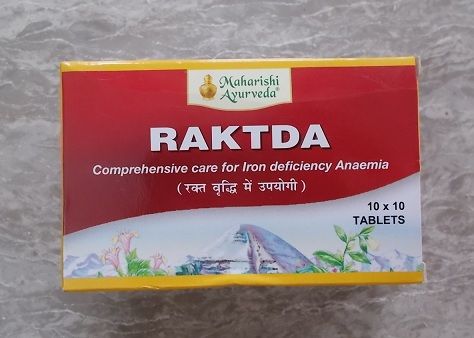 Maharishi
Ayurveda®
RAKTDA
Comprehensive care for Iron deficiency Anaemia
(रक्त वृद्धि में उपयोगी)
10 x 10
TABLETS